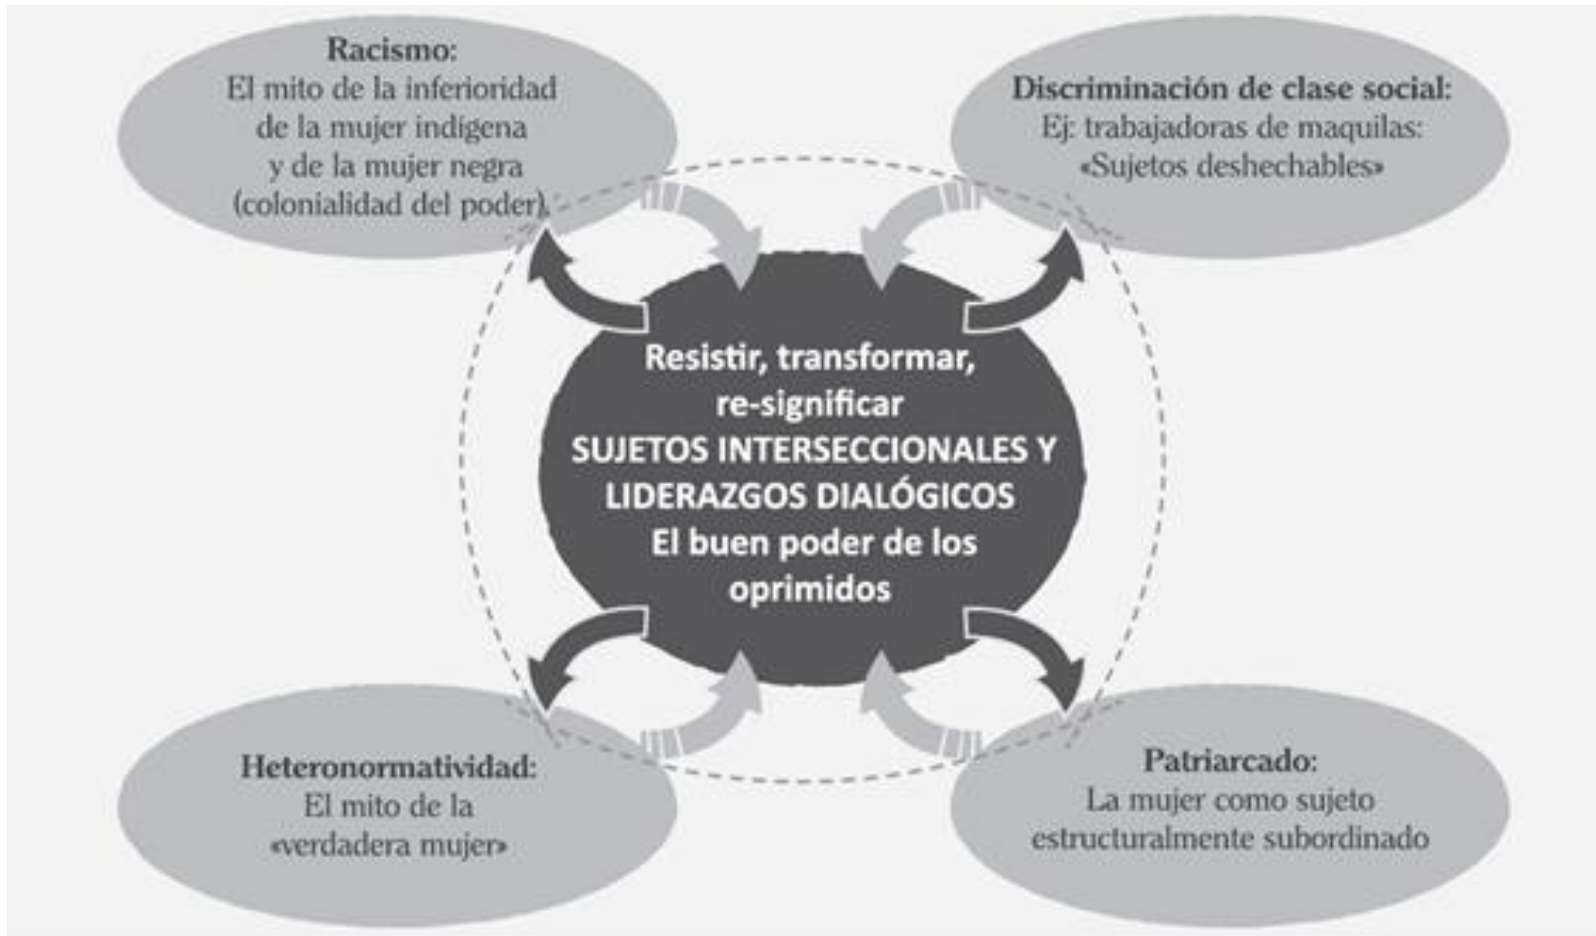 Racismo:
El mito de la inferioridad
de la mujer indígena
y de la mujer negra
(colonialidad del poder).
Discriminación de clase social:
Ej: trabajadoras de maquilas:
«Sujetos deshechables»
Resistir, transformar,
re-significar
SUJETOS INTERSECCIONALES Y
LIDERAZGOS DIALÓGICOS
El buen poder de los
oprimidos
Heteronormatividad:
El mito de la
«verdadera mujer»
Patriarcado:
La mujer como sujeto
estructuralmente subordinado